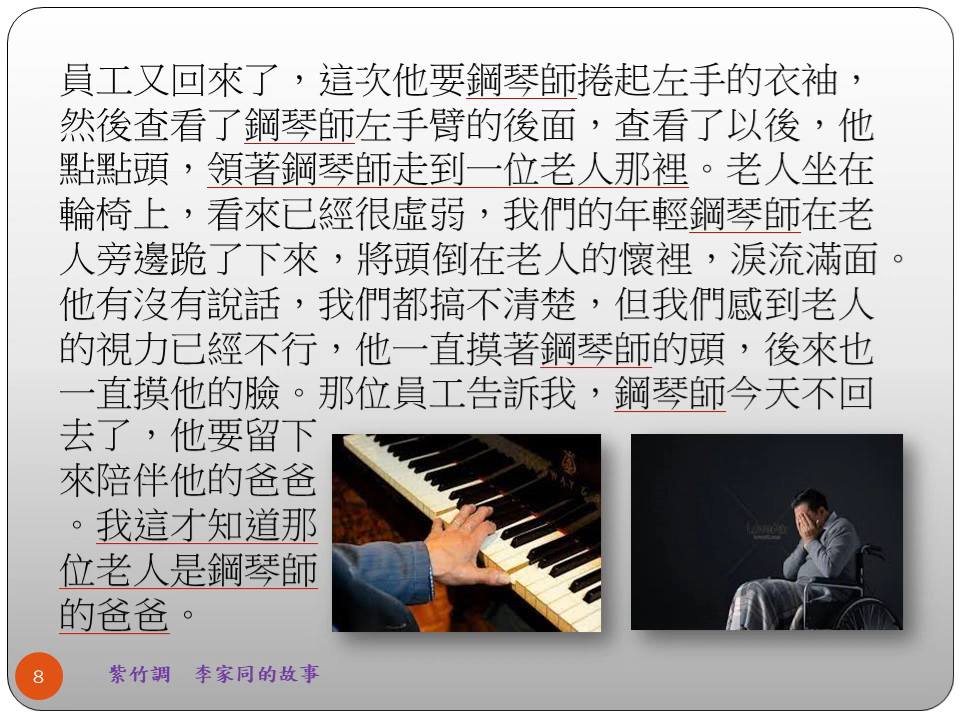 員工又回來了，這次他要鋼琴師捲起左手的衣袖，
然後查看了鋼琴師左手臂的後面，查看了以後，他
點點頭，領著鋼琴師走到一位老人那裡。老人坐在
輪椅上，看來已經很虛弱，我們的年輕鋼琴師在老
人旁邊跪了下來，將頭倒在老人的懷裡，淚流滿面。
他有沒有說話，我們都搞不清楚，但我們感到老人
的視力已經不行，他一直摸著鋼琴師的頭，後來也
一直摸他的臉。那位員工告訴我，鋼琴師今天不回
去了，他要留下
來陪伴他的爸爸
。我這才知道那
位老人是鋼琴師
的爸爸。
8
紫竹調　李家同的故事